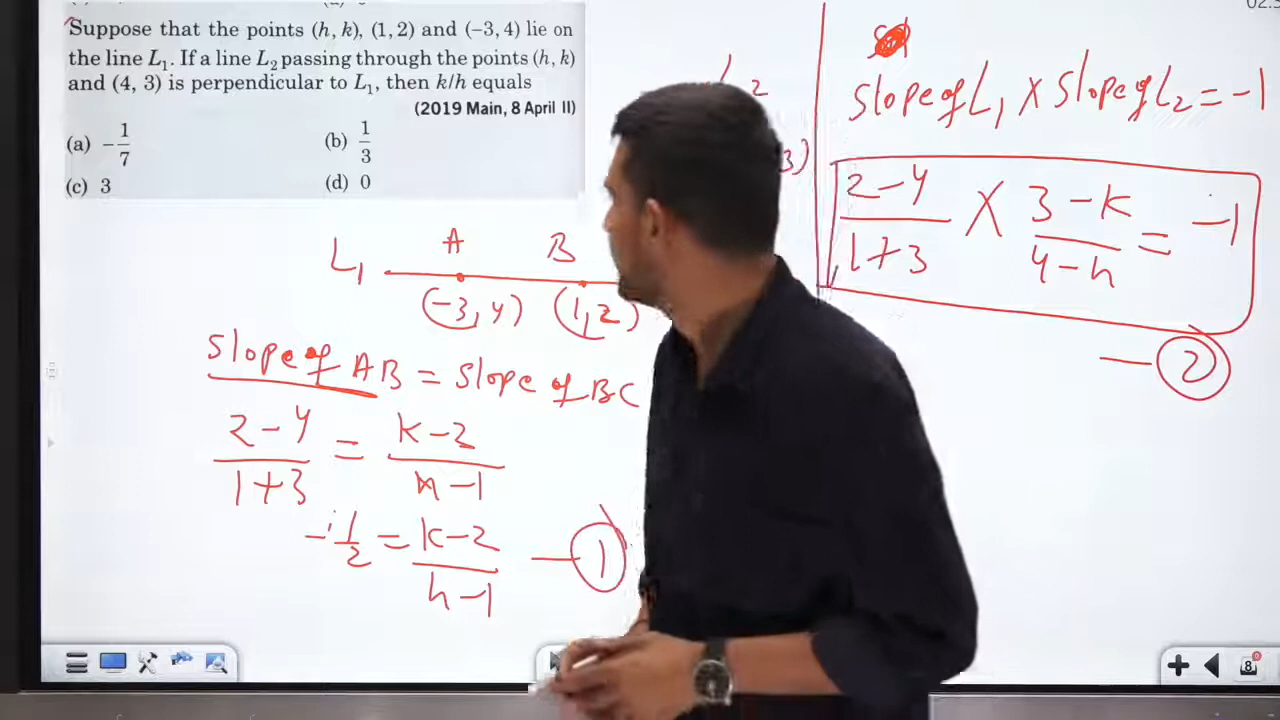 Suppose that the points (h, k), (1, 2) and (−3, 4) lie on
the line L₁. If a line L₂ passing through the points (h, k)
and (4, 3) is perpendicular to L₁, then k/h equals
(2019 Main, 8 April II)
(a) −1/7
(b) 1/3
(c) 3
(d) 0
L₁
A
B
(−3, 4)
(1, 2)
slope of AB = slope of BC
2−4/1+3 = k−2/h−1
−1/2 = k−2/h−1 — ①
2
3)
slope of L₁ × slope of L₂ = −1
2−4/1+3 × 3−k/4−h = −1
— ②
8